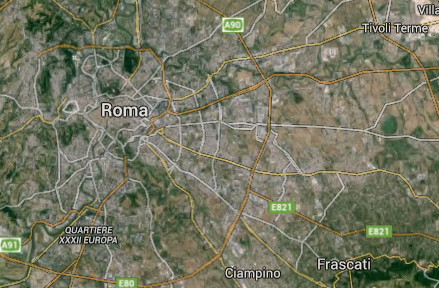 Villa
A90
Tivoli Terme
Roma
E821
E821
QUARTIERE
XXXII EUROPA
A91
Ciampino
Frascati
E80